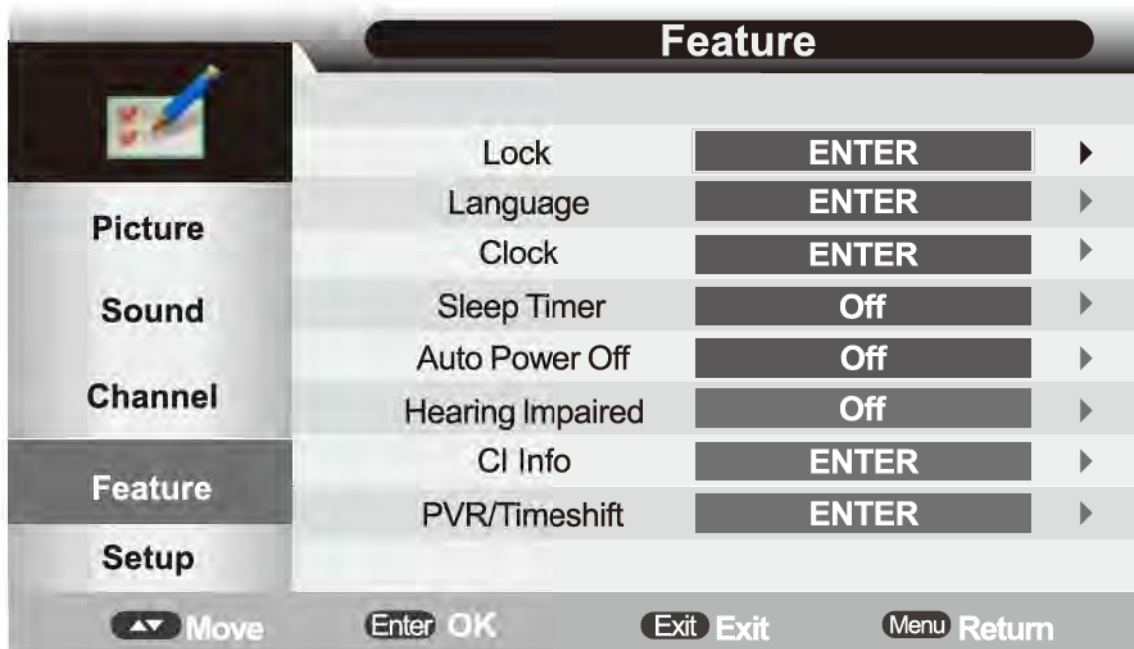 Feature
Picture
Sound
Channel
Feature
Setup
Lock ENTER
Language ENTER
Clock ENTER
Sleep Timer Off
Auto Power Off Off
Hearing Impaired Off
CI Info ENTER
PVR/Timeshift ENTER
Move Enter OK Exit Exit Menu Return